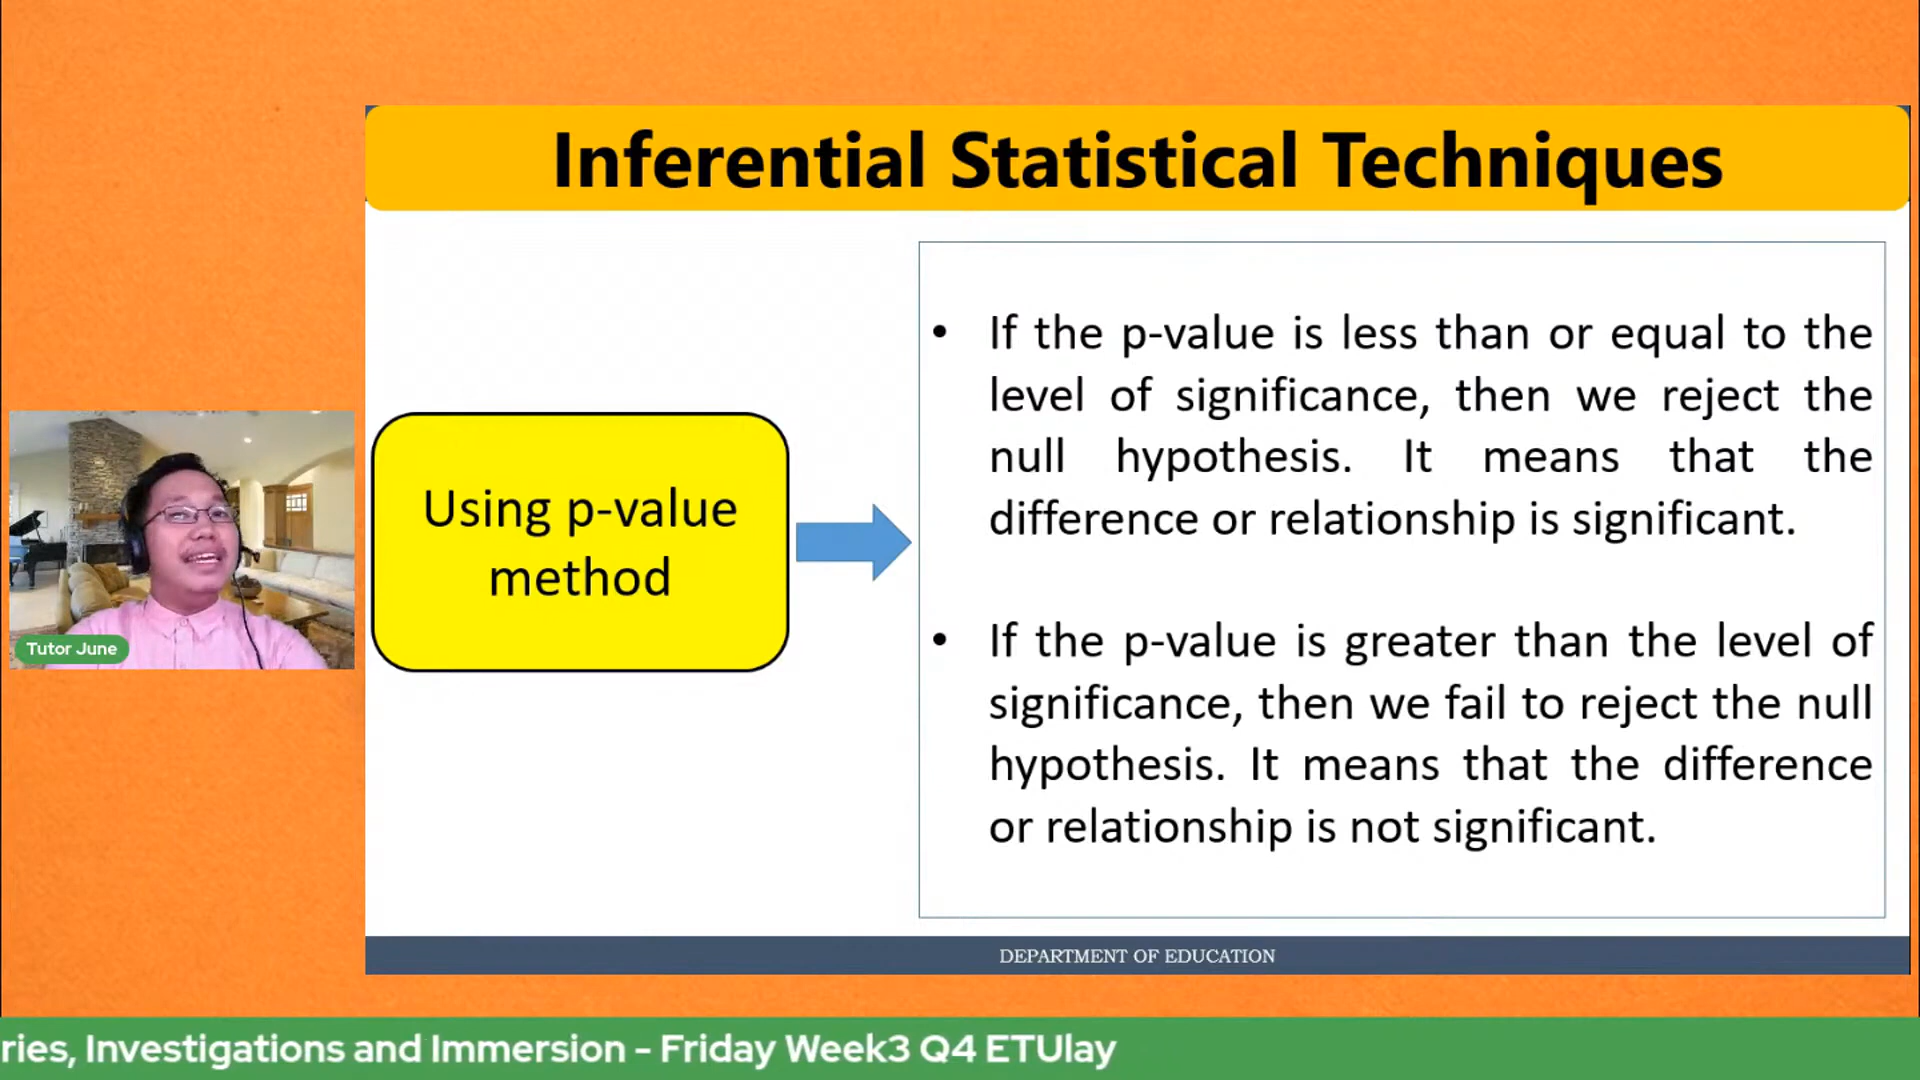 Inferential Statistical Techniques
Using p-value
method
• If the p-value is less than or equal to the
level of significance, then we reject the
null hypothesis. It means that the
difference or relationship is significant.
• If the p-value is greater than the level of
significance, then we fail to reject the null
hypothesis. It means that the difference
or relationship is not significant.
Tutor June
DEPARTMENT OF EDUCATION
ries, Investigations and Immersion - Friday Week3 Q4 ETUlay